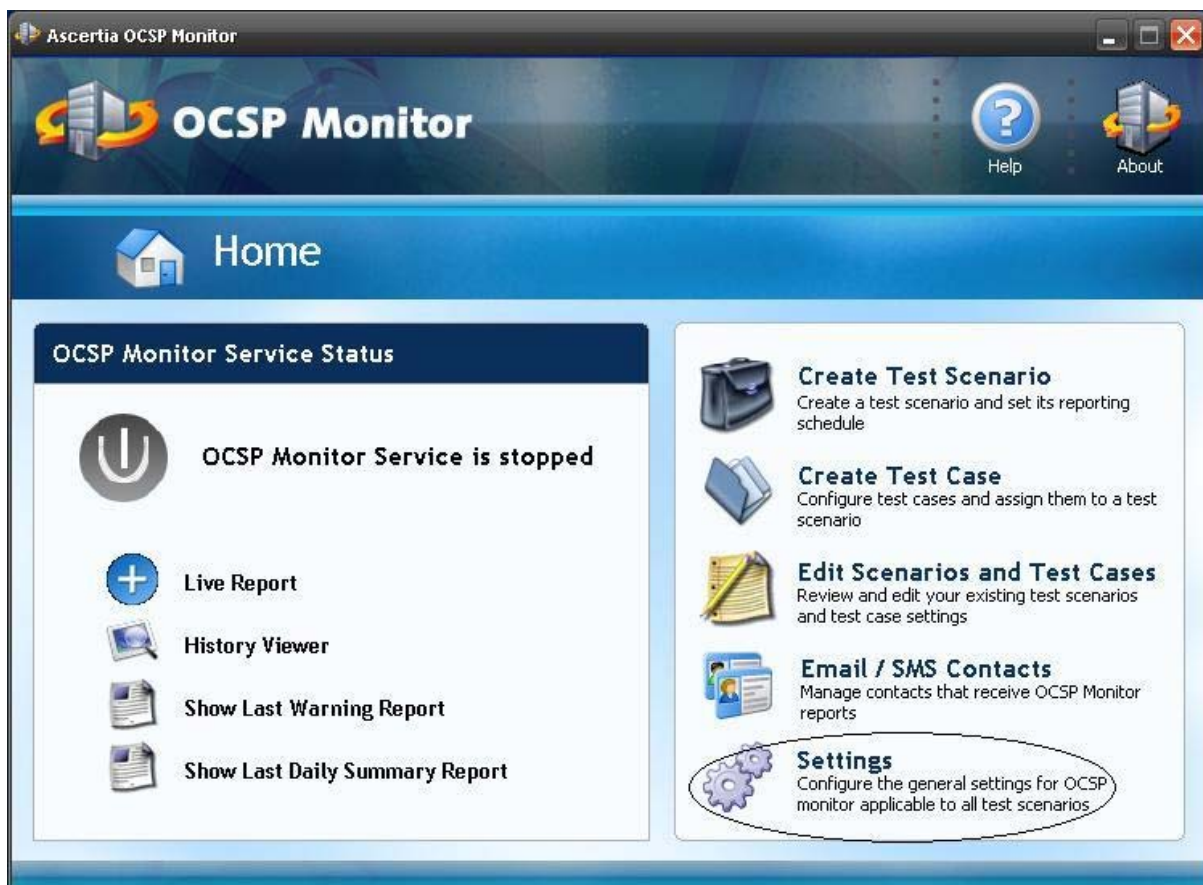 Ascertia OCSP Monitor
OCSP Monitor
Help
About
Home
OCSP Monitor Service Status
OCSP Monitor Service is stopped
Live Report
History Viewer
Show Last Warning Report
Show Last Daily Summary Report
Create Test Scenario
Create a test scenario and set its reporting
schedule
Create Test Case
Configure test cases and assign them to a test
scenario
Edit Scenarios and Test Cases
Review and edit your existing test scenarios
and test case settings
Email / SMS Contacts
Manage contacts that receive OCSP Monitor
reports
Settings
Configure the general settings for OCSP
monitor applicable to all test scenarios